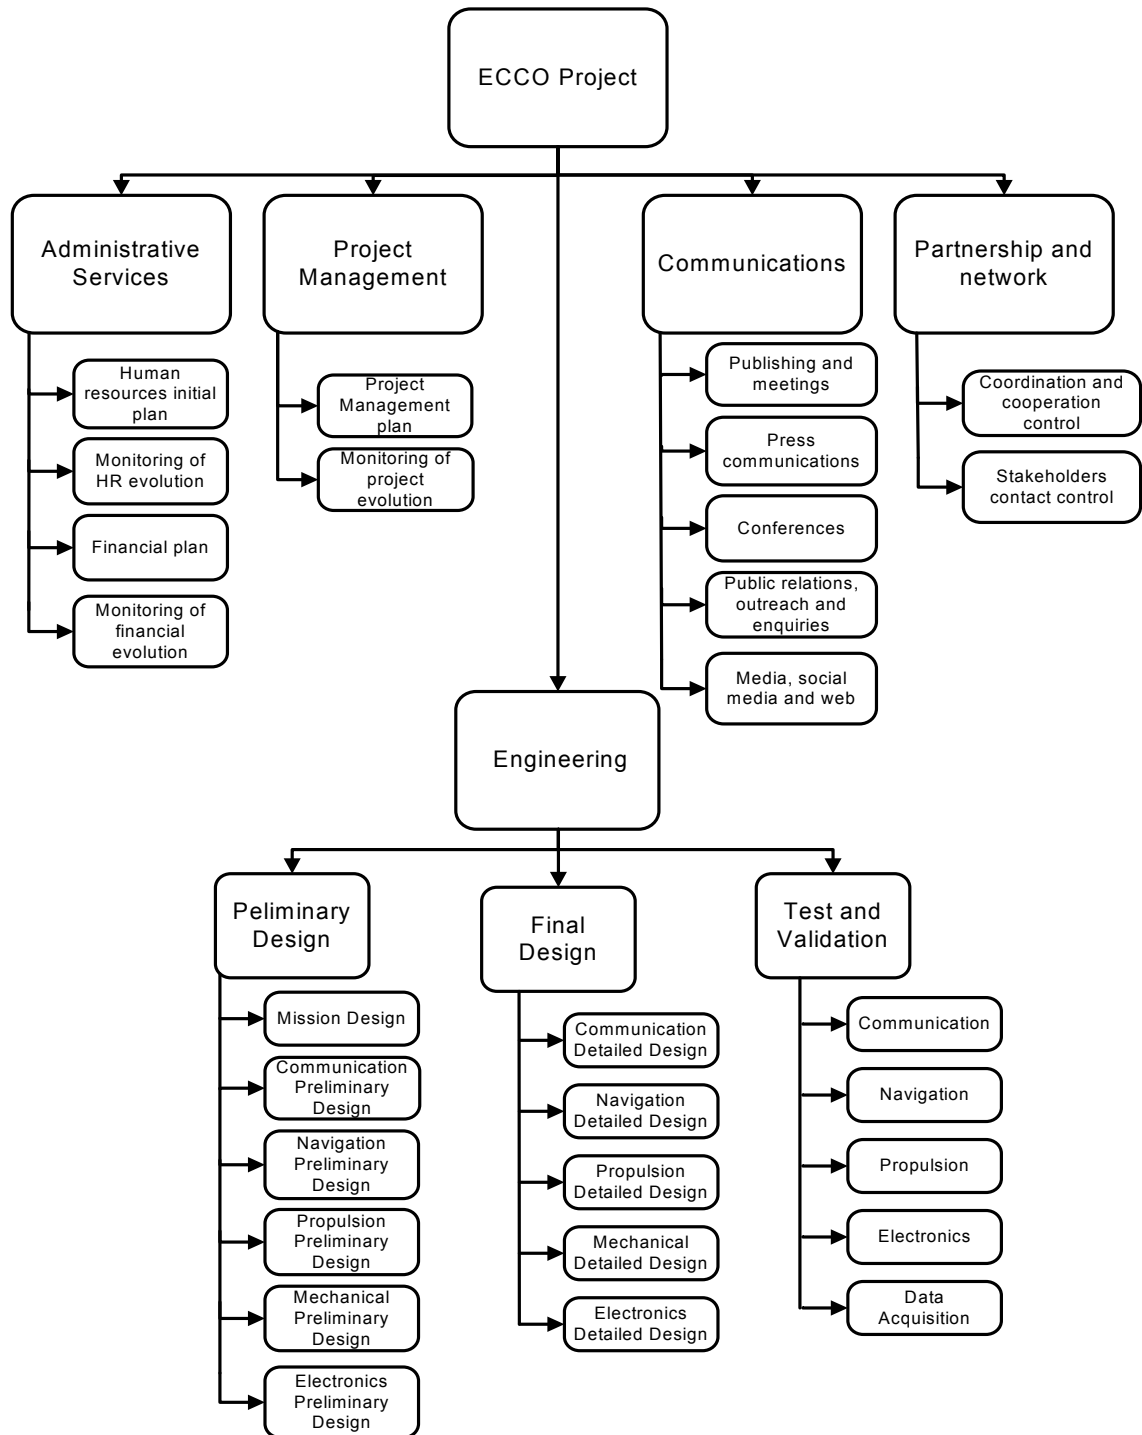 ECCO Project
Administrative
Services
Project
Management
Communications
Partnership and
network
Human
resources initial
plan
Monitoring of
HR evolution
Financial plan
Monitoring of
financial
evolution
Project
Management
plan
Monitoring of
project
evolution
Publishing and
meetings
Press
communications
Conferences
Public relations,
outreach and
enquiries
Media, social
media and web
Coordination and
cooperation
control
Stakeholders
contact control
Engineering
Peliminary
Design
Final
Design
Test and
Validation
Mission Design
Communication
Preliminary
Design
Navigation
Preliminary
Design
Propulsion
Preliminary
Design
Mechanical
Preliminary
Design
Electronics
Preliminary
Design
Communication
Detailed Design
Navigation
Detailed Design
Propulsion
Detailed Design
Mechanical
Detailed Design
Electronics
Detailed Design
Communication
Navigation
Propulsion
Electronics
Data
Acquisition